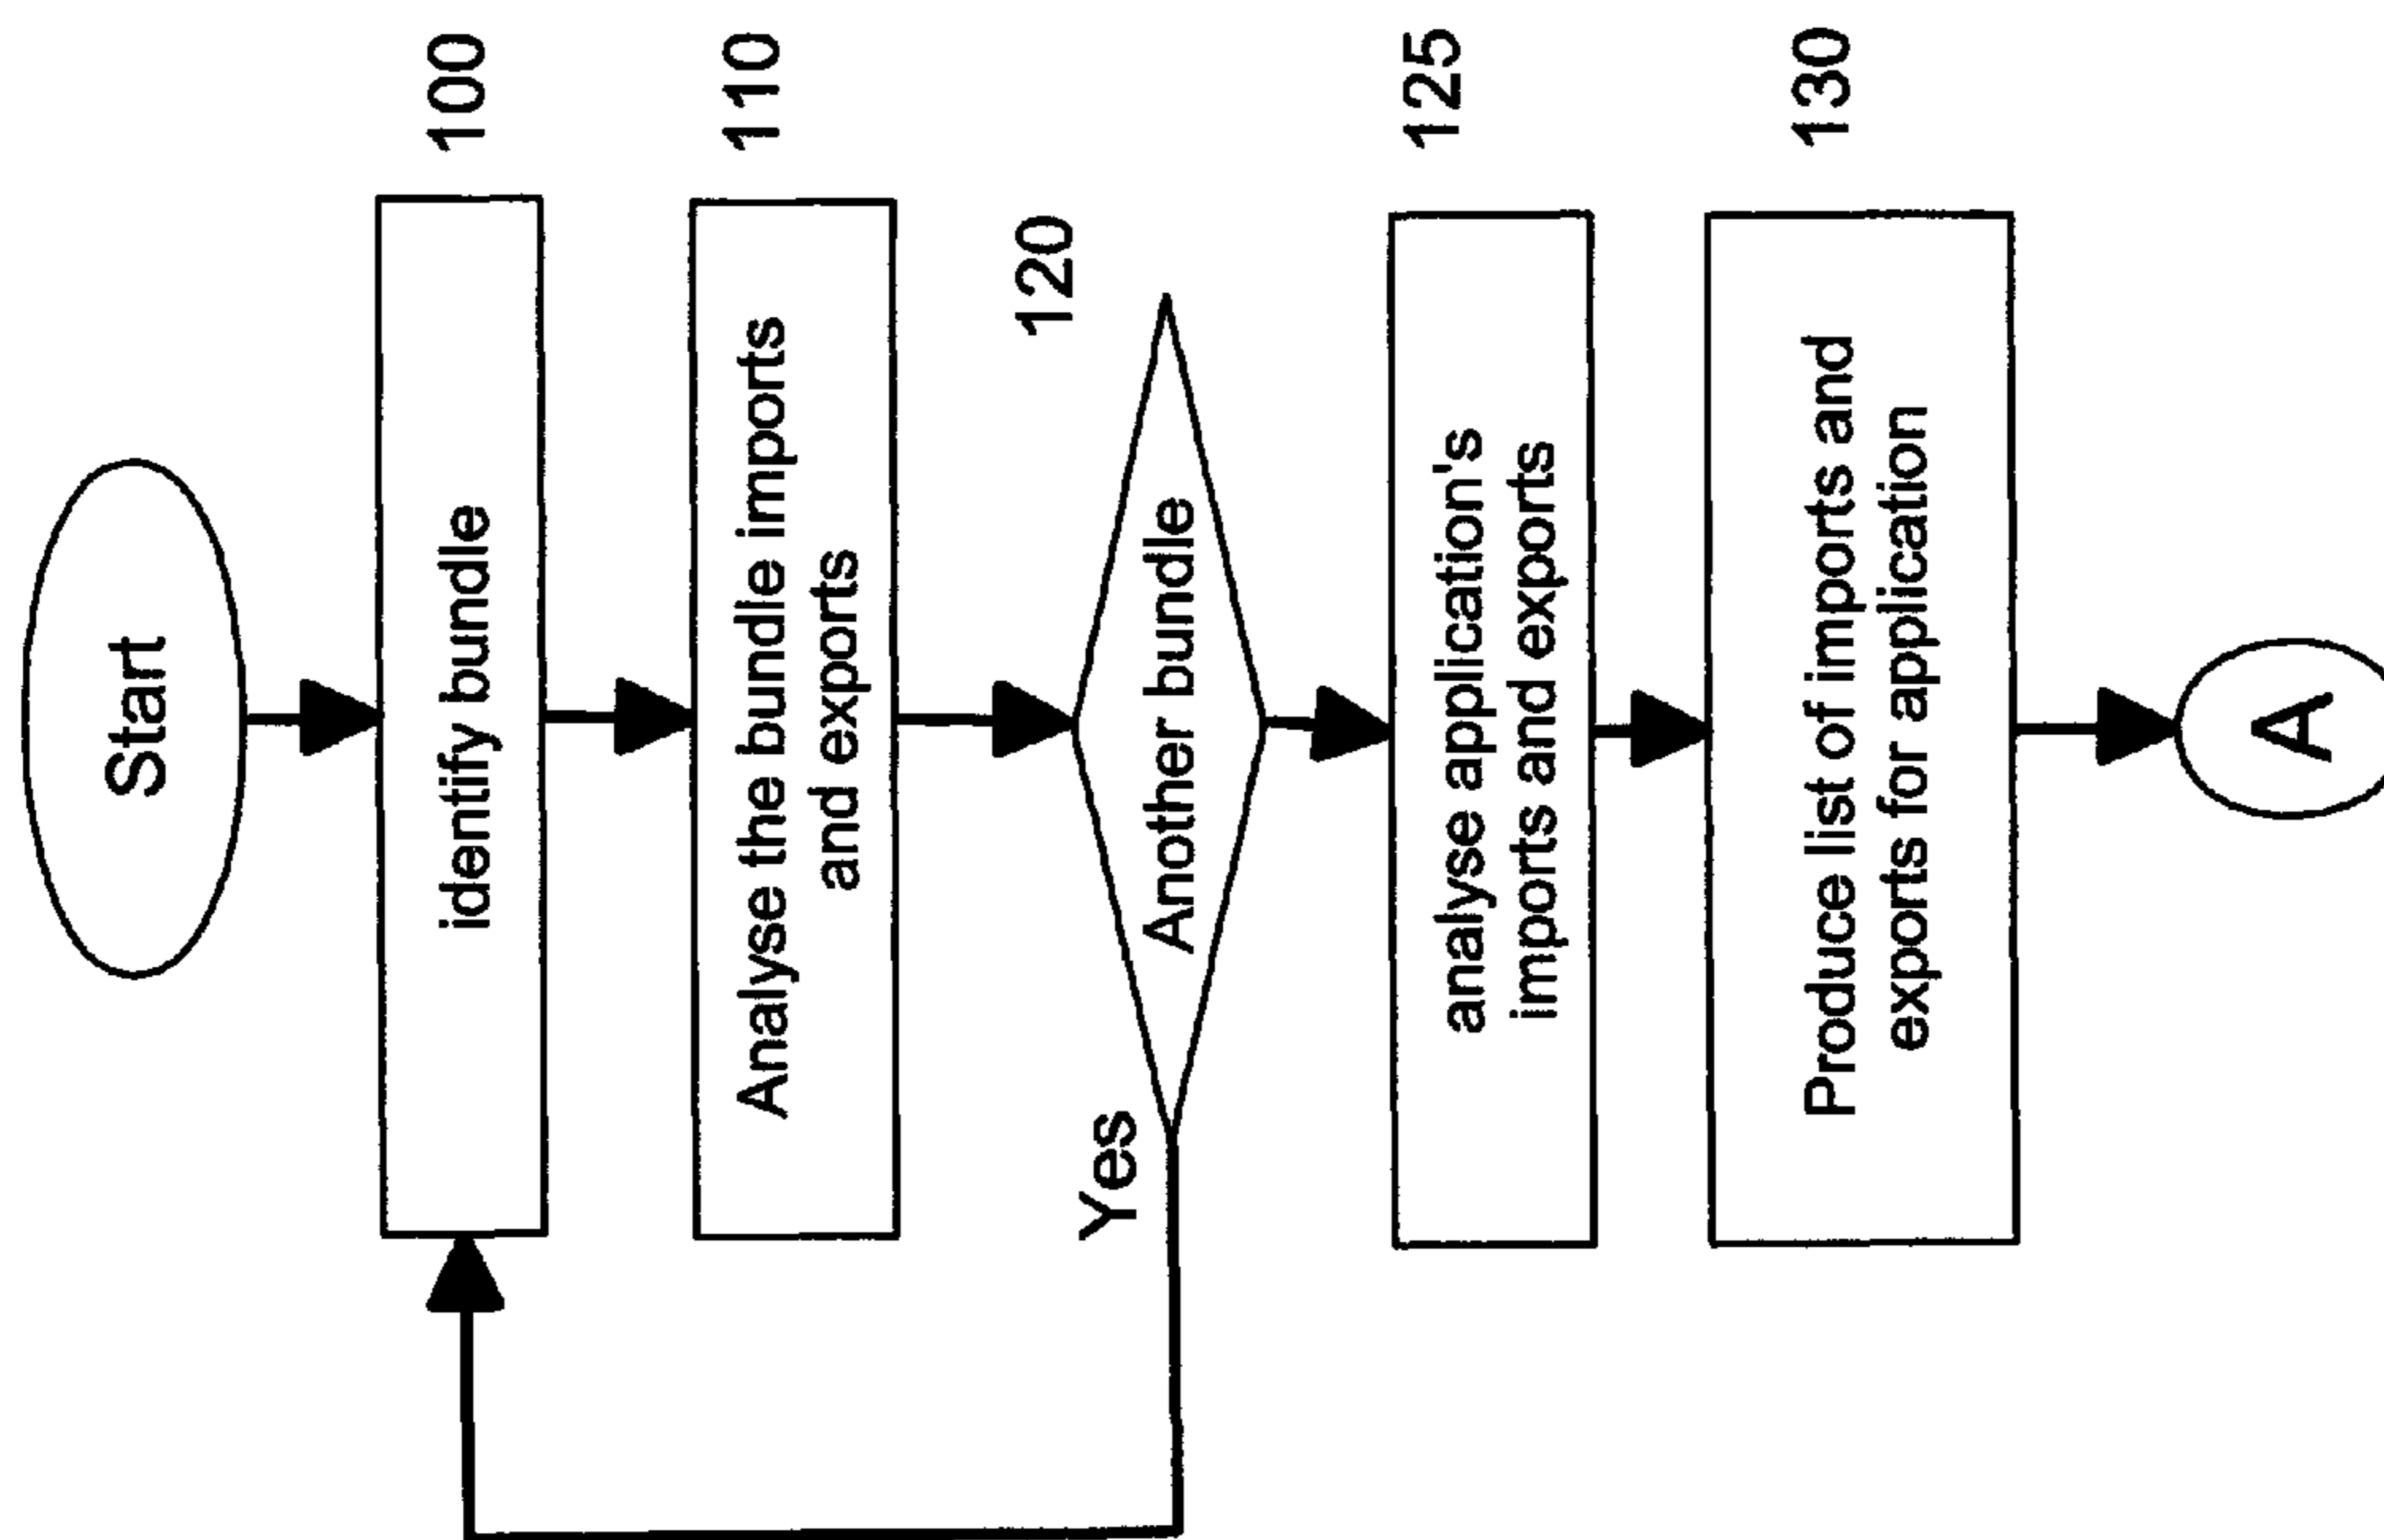 Start
identify bundle
100
Analyse the bundle imports
and exports
110
120
Another bundle
Yes
analyse application's
imports and exports
125
Produce list of imports and
exports for application
130
A